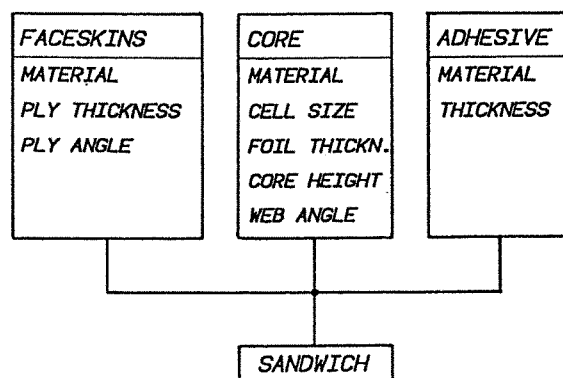 FACESKINS
MATERIAL
PLY THICKNESS
PLY ANGLE
CORE
MATERIAL
CELL SIZE
FOIL THICKN.
CORE HEIGHT
WEB ANGLE
ADHESIVE
MATERIAL
THICKNESS
SANDWICH